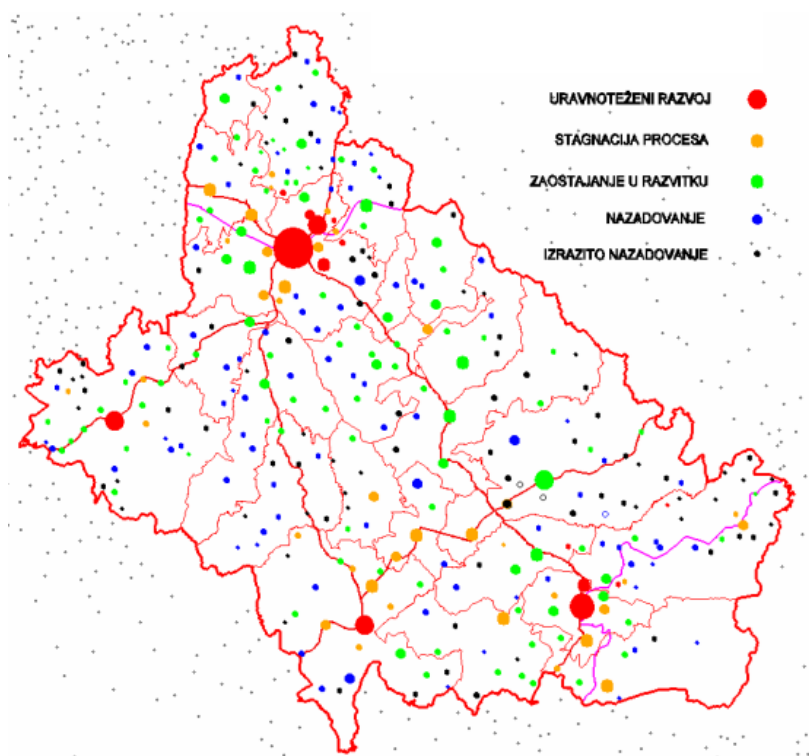 URAVNOTEŽENI RAZVOJ
STAGNACIJA PROCESA
ZAOSTAJANJE U RAZVITKU
NAZADOVANJE
IZRAZITO NAZADOVANJE